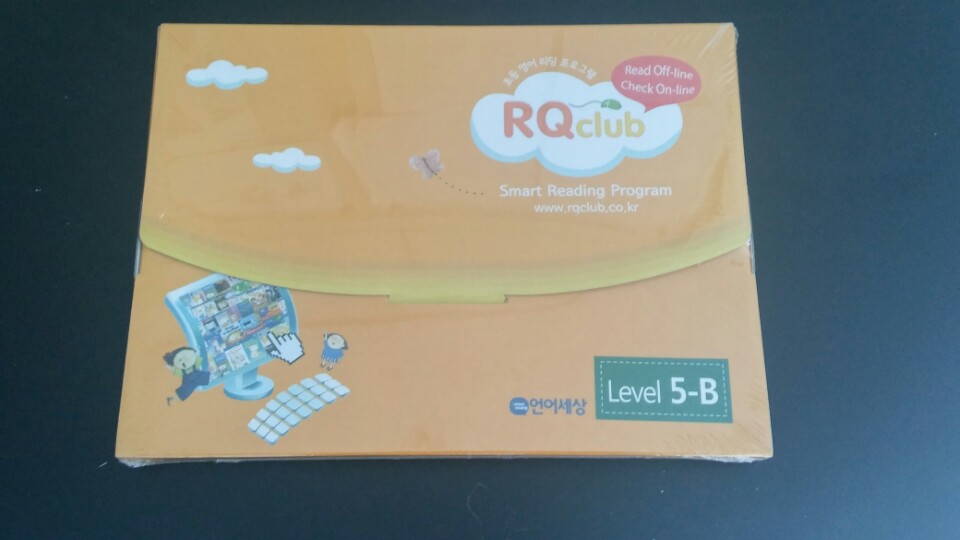 초등 영어 리딩 프로그램
Read Off-line
Check On-line
RQclub
Smart Reading Program
www.rqclub.co.kr
언어세상
Level 5-B